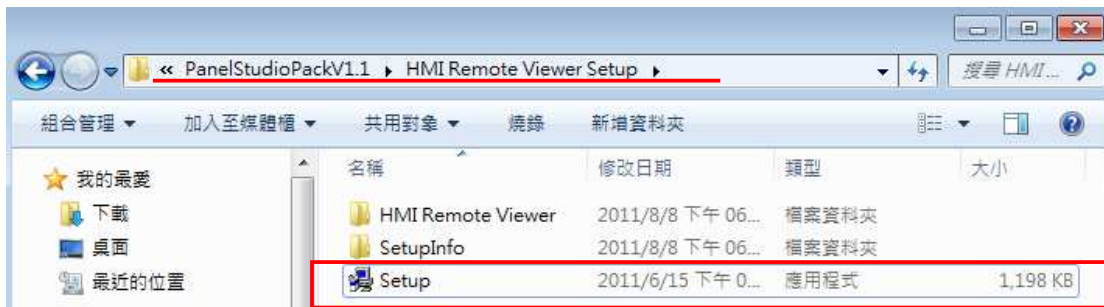 « PanelStudioPackV1.1 ▸ HMI Remote Viewer Setup ▸ 搜尋 HMI...
組合管理 ▼ 加入至媒體櫃 ▼ 共用對象 ▼ 燒錄 新增資料夾
我的最愛 名稱 修改日期 類型 大小
下載 HMI Remote Viewer 2011/8/8 下午 06... 檔案資料夾
桌面 SetupInfo 2011/8/8 下午 06... 檔案資料夾
最近的位置 Setup 2011/6/15 下午 0... 應用程式 1,198 KB